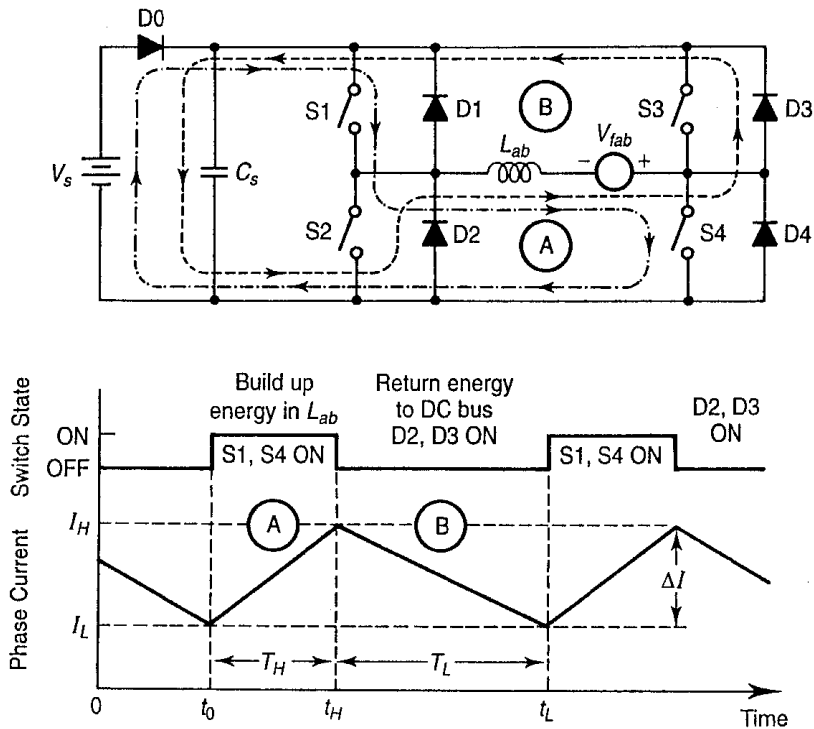 D0
S1
D1
B
S3
D3
L_ab
V_fab
− +
V_s
C_s
S2
D2
A
S4
D4
Switch State
Build up
energy in L_ab
Return energy
to DC bus
D2, D3 ON
D2, D3
ON
ON
OFF
S1, S4 ON
S1, S4 ON
Phase Current
I_H
A
B
ΔI
I_L
T_H
T_L
0
t_0
t_H
t_L
Time